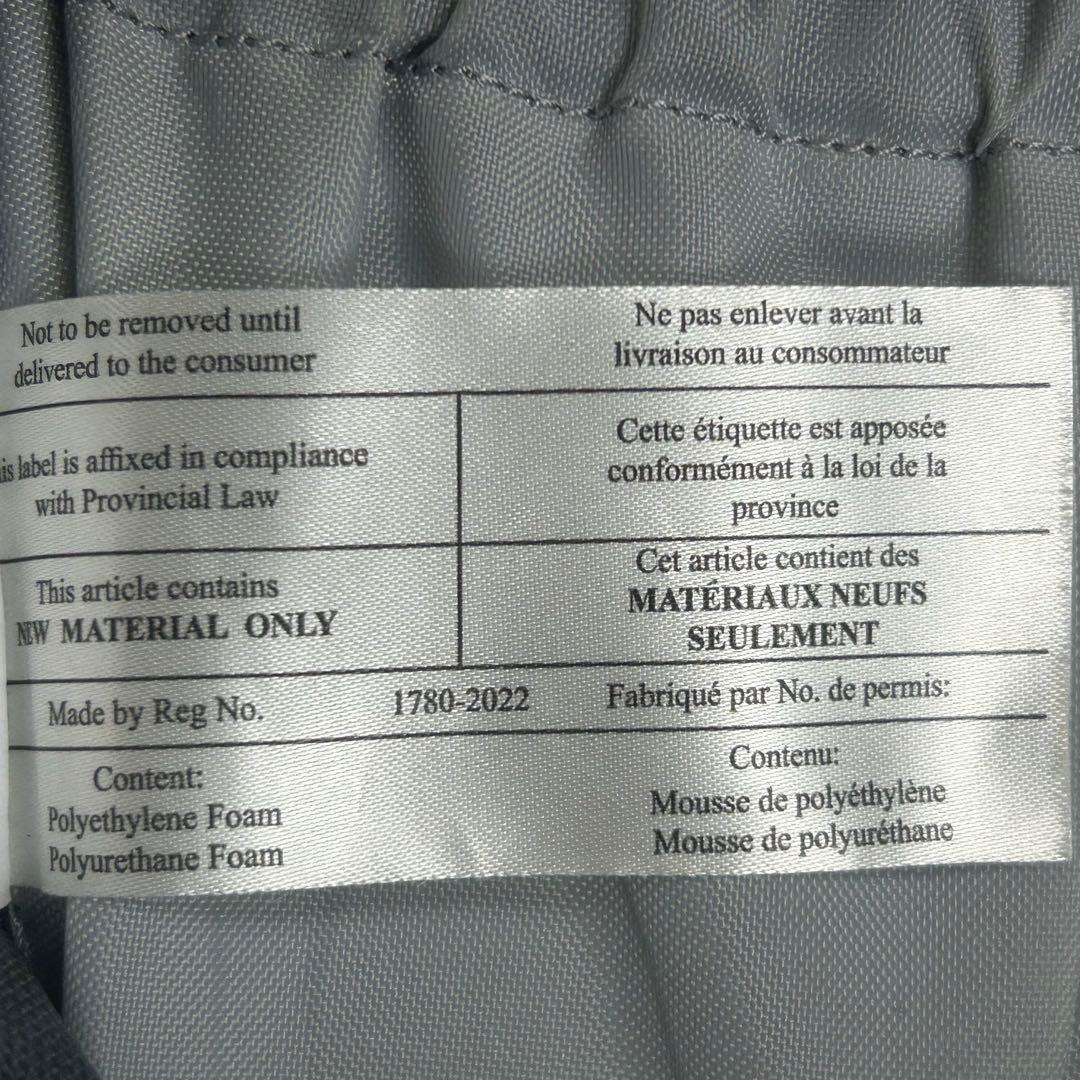 Not to be removed until
delivered to the consumer
Ne pas enlever avant la
livraison au consommateur
label is affixed in compliance
with Provincial Law
Cette étiquette est apposée
conformément à la loi de la
province
This article contains
NEW MATERIAL ONLY
Cet article contient des
MATÉRIAUX NEUFS
SEULEMENT
Made by Reg No. 1780-2022 Fabriqué par No. de permis:
Content:
Polyethylene Foam
Polyurethane Foam
Contenu:
Mousse de polyéthylène
Mousse de polyuréthane